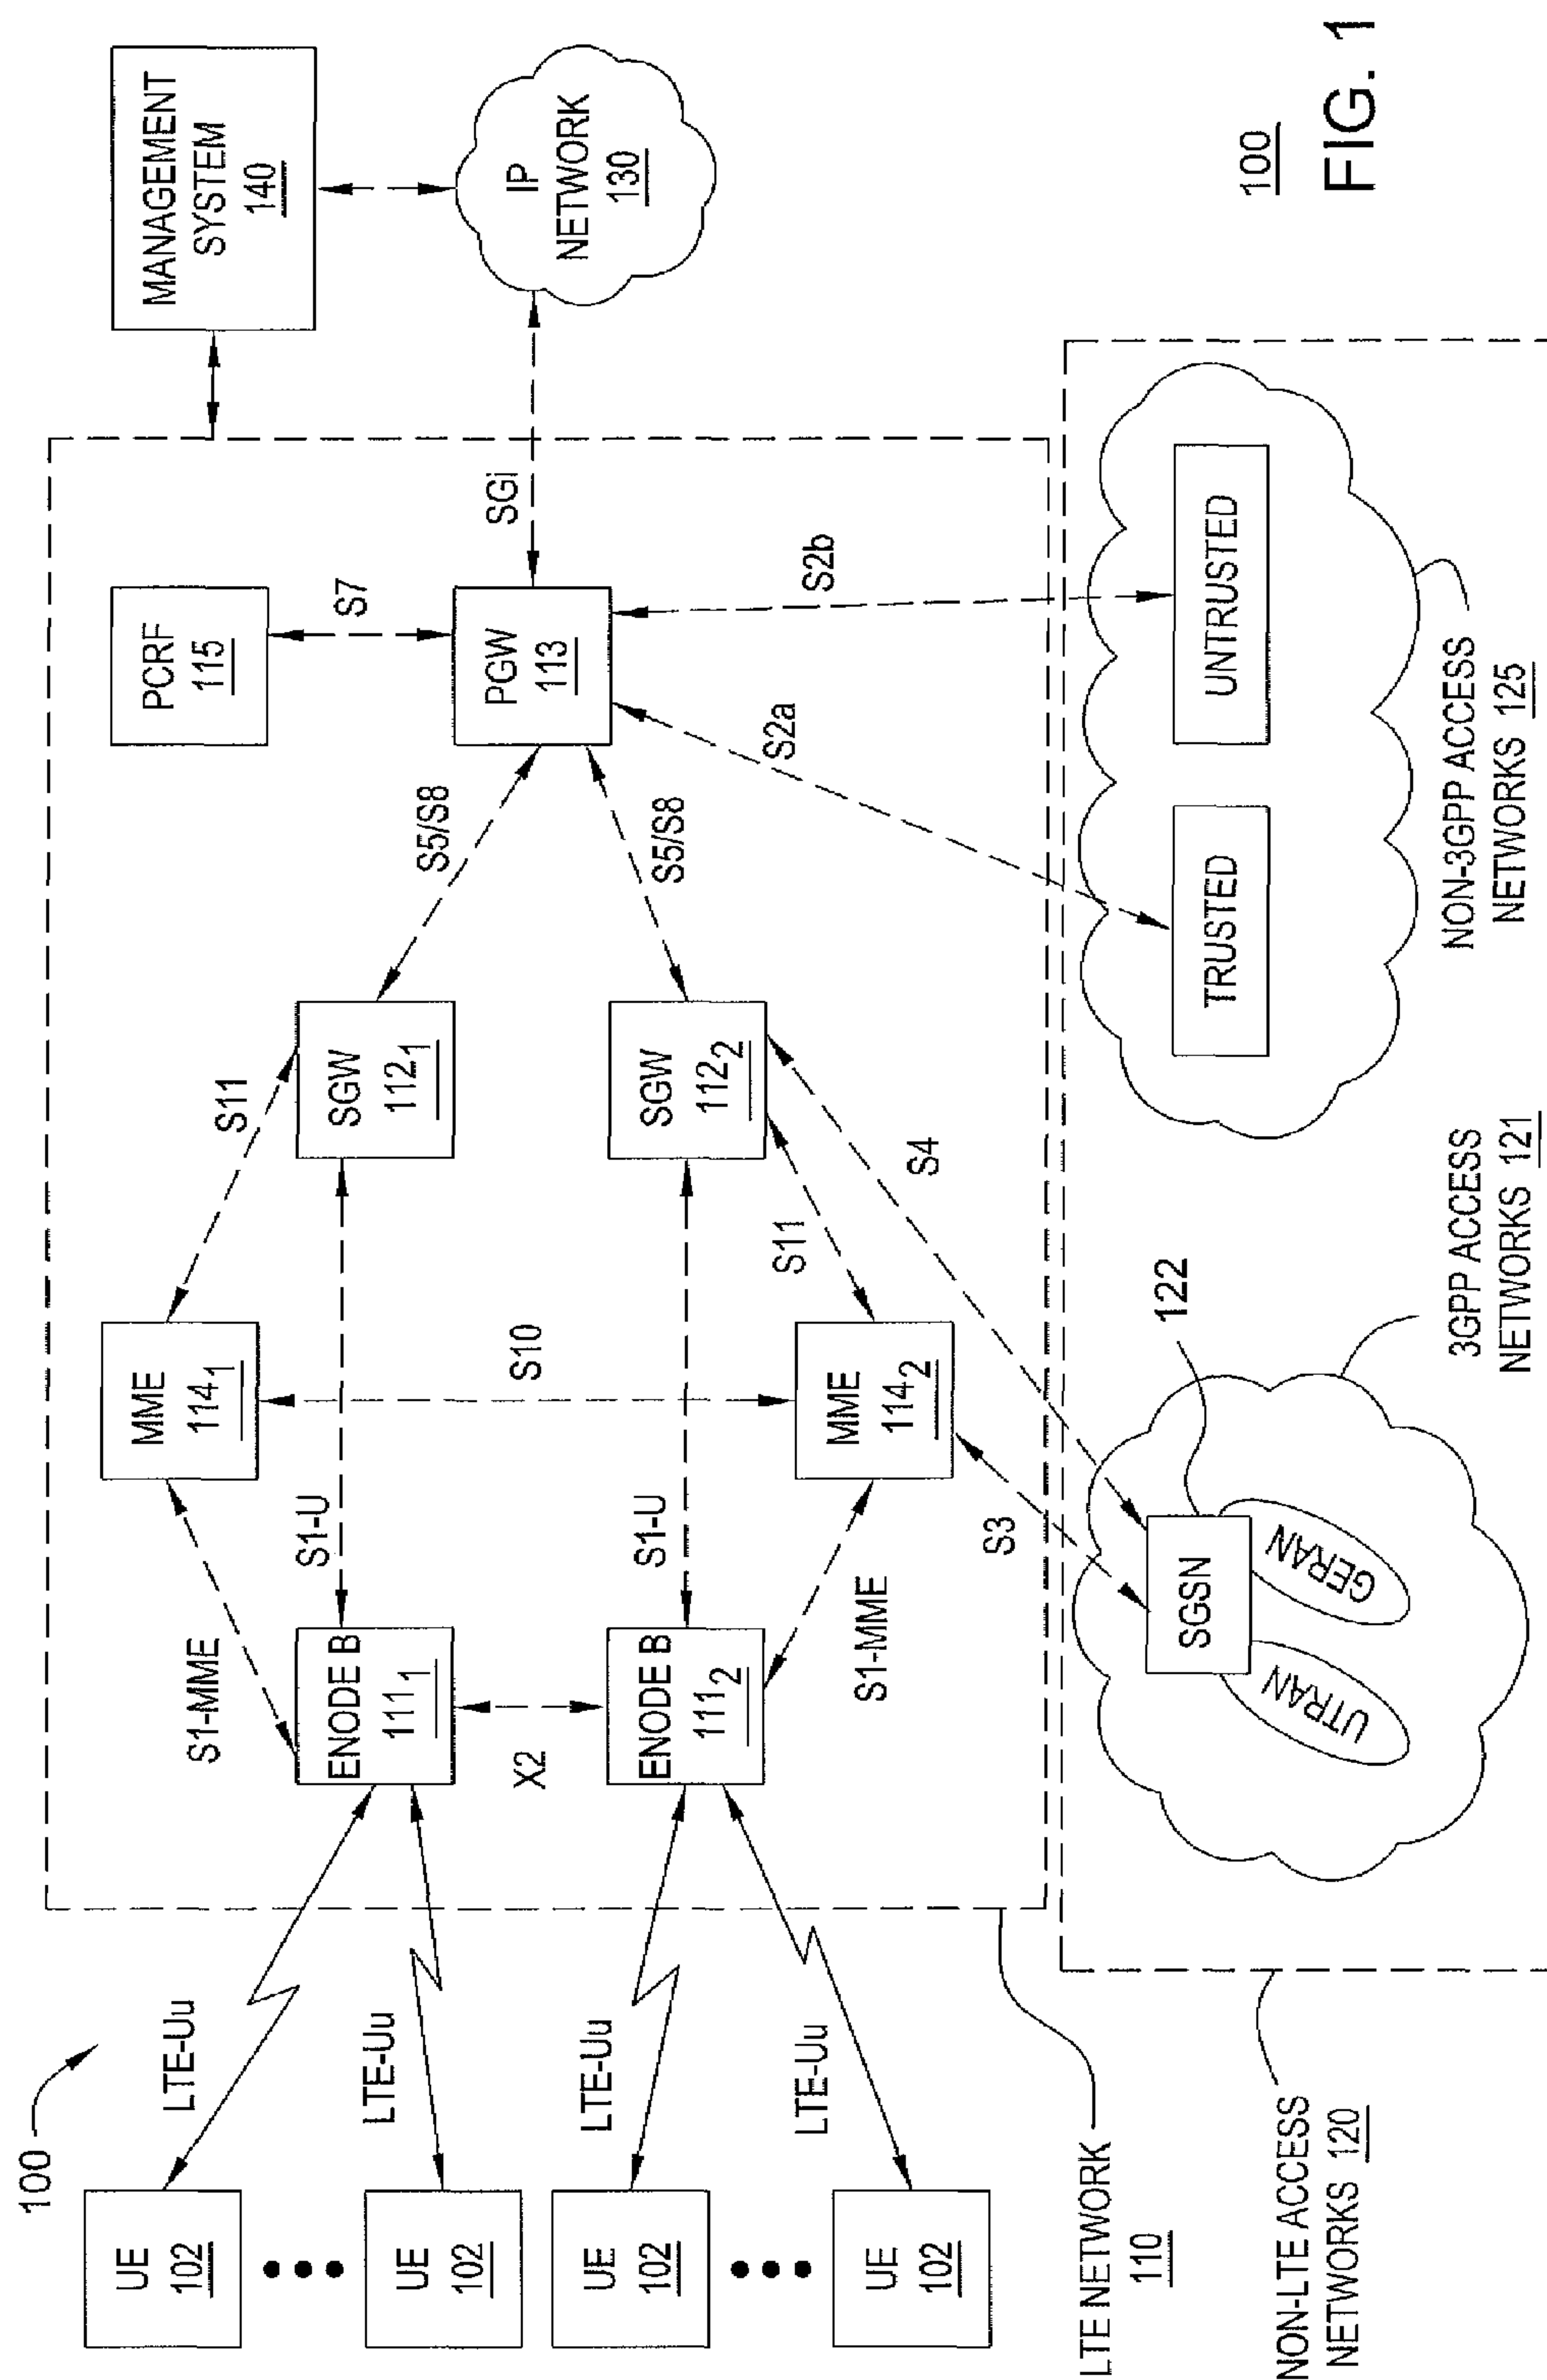 100
UE
102
UE
102
UE
102
UE
102
LTE-Uu
LTE-Uu
LTE-Uu
LTE-Uu
ENODE B
111₁
ENODE B
111₂
X2
S1-MME
S1-MME
S1-U
S1-U
MME
114₁
MME
114₂
S10
S11
S11
SGW
112₁
SGW
112₂
S5/S8
S5/S8
PCRF
115
S7
PGW
113
SGi
MANAGEMENT
SYSTEM
140
IP
NETWORK
130
S2a
S2b
S3
S4
LTE NETWORK
110
NON-LTE ACCESS
NETWORKS 120
SGSN
UTRAN
GERAN
122
3GPP ACCESS
NETWORKS 121
TRUSTED
UNTRUSTED
NON-3GPP ACCESS
NETWORKS 125
100
FIG. 1